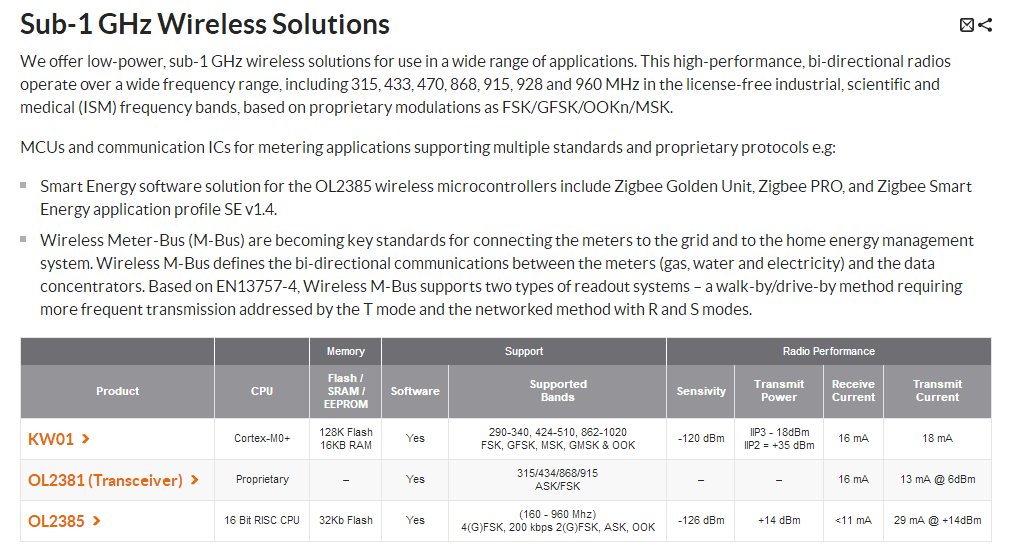 Sub-1 GHz Wireless Solutions
We offer low-power, sub-1 GHz wireless solutions for use in a wide range of applications. This high-performance, bi-directional radios
operate over a wide frequency range, including 315, 433, 470, 868, 915, 928 and 960 MHz in the license-free industrial, scientific and
medical (ISM) frequency bands, based on proprietary modulations as FSK/GFSK/OOKn/MSK.
MCUs and communication ICs for metering applications supporting multiple standards and proprietary protocols e.g:
Smart Energy software solution for the OL2385 wireless microcontrollers include Zigbee Golden Unit, Zigbee PRO, and Zigbee Smart
Energy application profile SE v1.4.
Wireless Meter-Bus (M-Bus) are becoming key standards for connecting the meters to the grid and to the home energy management
system. Wireless M-Bus defines the bi-directional communications between the meters (gas, water and electricity) and the data
concentrators. Based on EN13757-4, Wireless M-Bus supports two types of readout systems – a walk-by/drive-by method requiring
more frequent transmission addressed by the T mode and the networked method with R and S modes.
Memory Support Radio Performance
Product CPU Flash / SRAM / EEPROM Software Supported Bands Sensivity Transmit Power Receive Current Transmit Current
KW01 Cortex-M0+ 128K Flash 16KB RAM Yes 290-340, 424-510, 862-1020 FSK, GFSK, MSK, GMSK & OOK -120 dBm IIP3 - 18dBm IIP2 = +35 dBm 16 mA 18 mA
OL2381 (Transceiver) Proprietary – Yes 315/434/868/915 ASK/FSK – – 16 mA 13 mA @ 6dBm
OL2385 16 Bit RISC CPU 32Kb Flash Yes (160 - 960 Mhz) 4(G)FSK, 200 kbps 2(G)FSK, ASK, OOK -126 dBm +14 dBm <11 mA 29 mA @ +14dBm